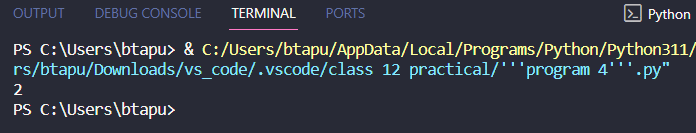 OUTPUT DEBUG CONSOLE TERMINAL PORTS Python
PS C:\Users\btapu> & C:/Users/btapu/AppData/Local/Programs/Python/Python311/
rs/btapu/Downloads/vs_code/.vscode/class 12 practical/'''program 4'''.py"
2
PS C:\Users\btapu>